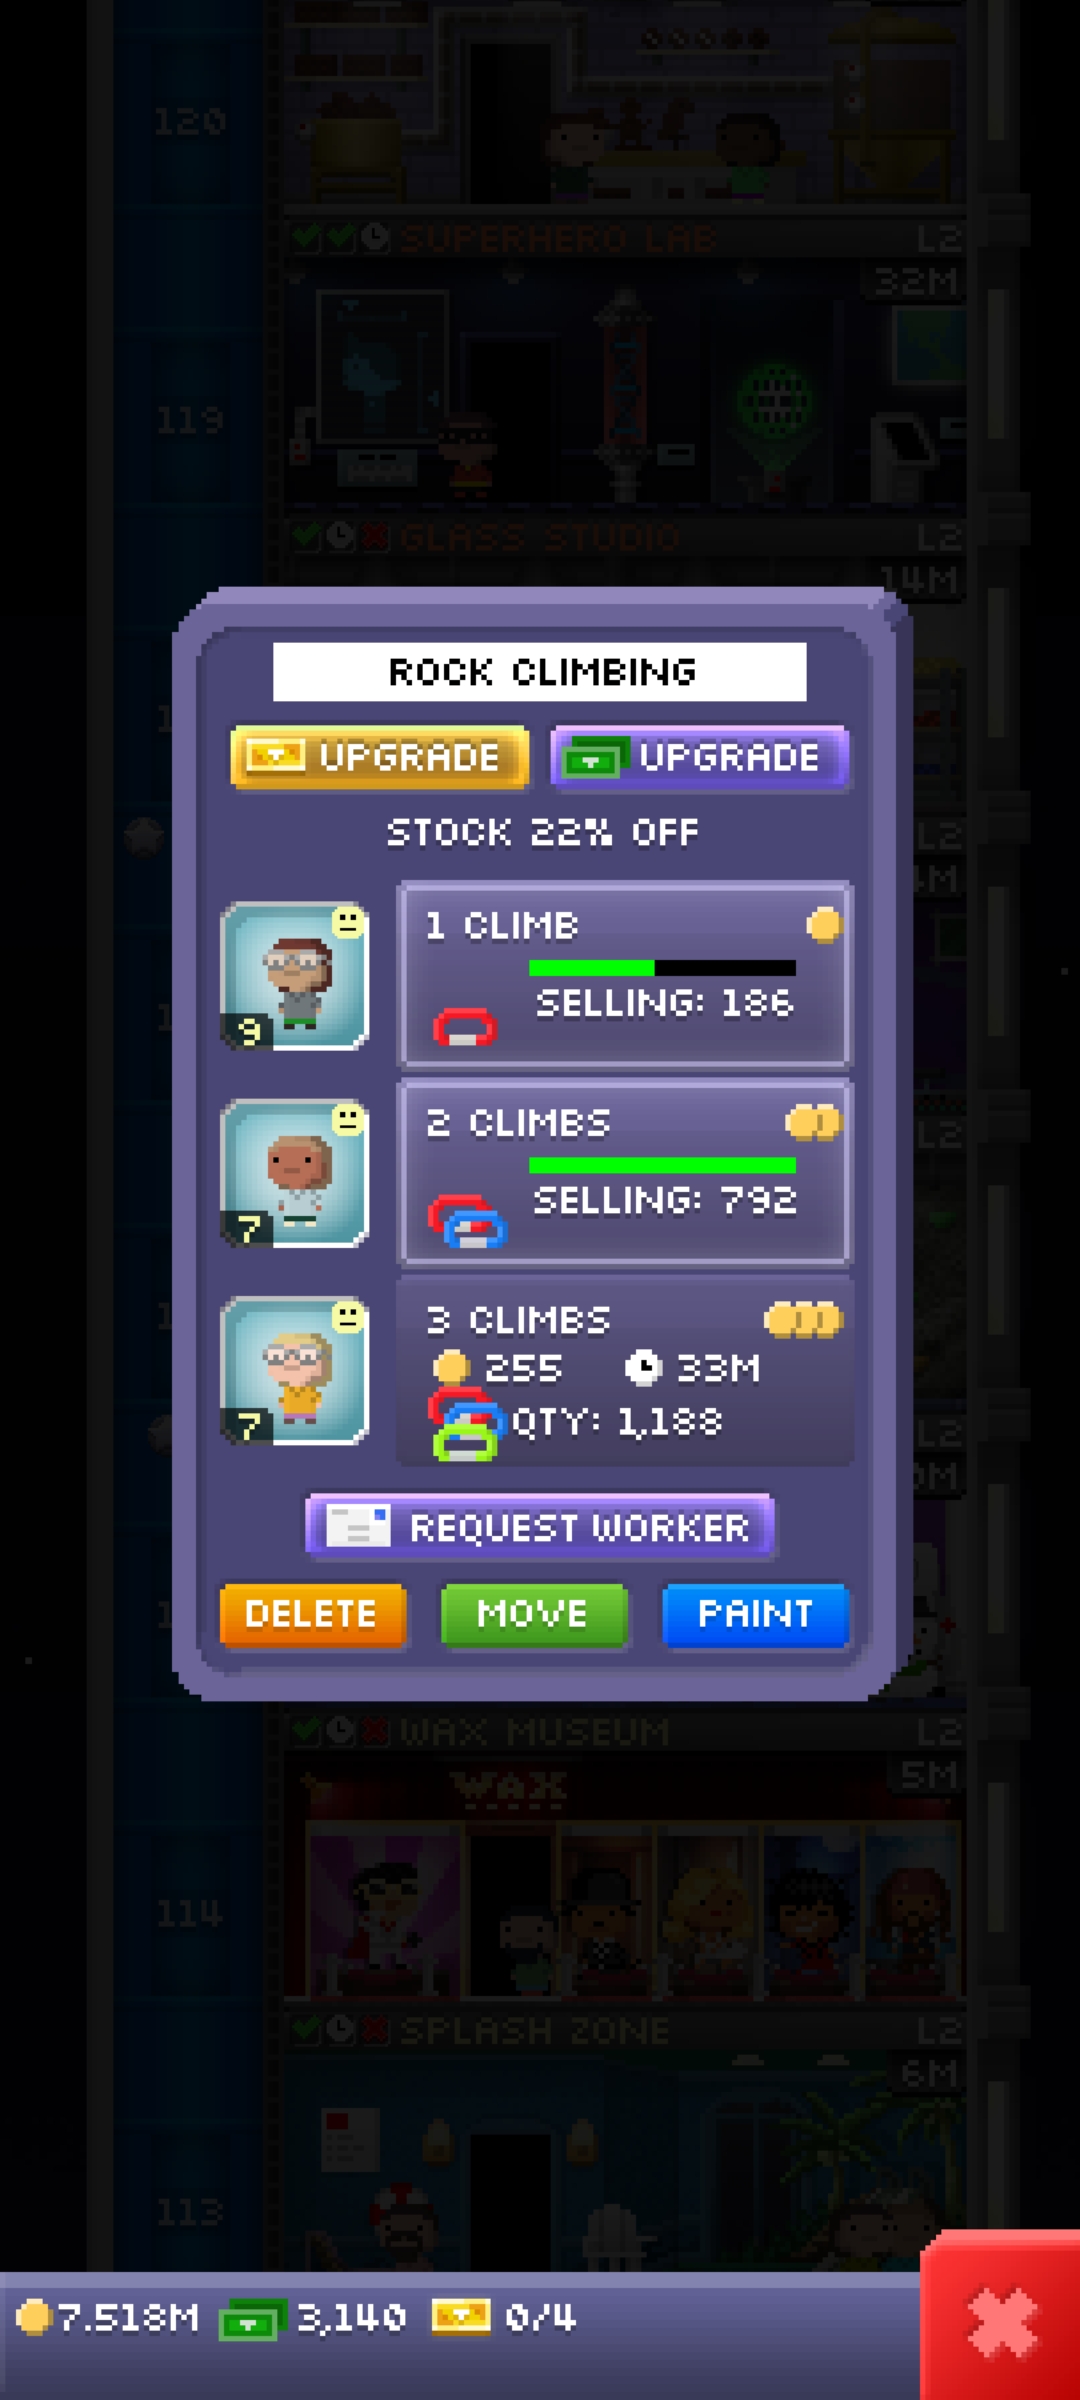 120
SUPERHERO LAB L2
32M
119
GLASS STUDIO L2
14M
ROCK CLIMBING
UPGRADE UPGRADE
STOCK 22% OFF
L2
1 CLIMB
9
SELLING: 186
L2
2 CLIMBS
7
SELLING: 792
3 CLIMBS
255 33M
7
QTY: 1,188
L2
REQUEST WORKER
DELETE MOVE PAINT
WAX MUSEUM L2
5M
WAX
114
SPLASH ZONE L2
6M
113
7.518M 3,140 0/4